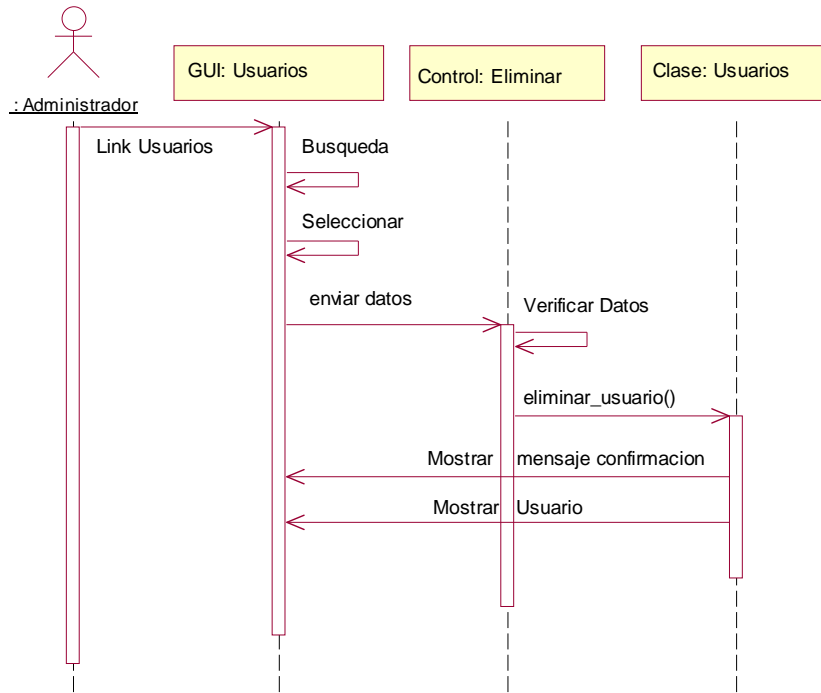 GUI: Usuarios
Control: Eliminar
Clase: Usuarios
: Administrador
Link Usuarios
Busqueda
Seleccionar
enviar datos
Verificar Datos
eliminar_usuario()
Mostrar mensaje confirmacion
Mostrar Usuario